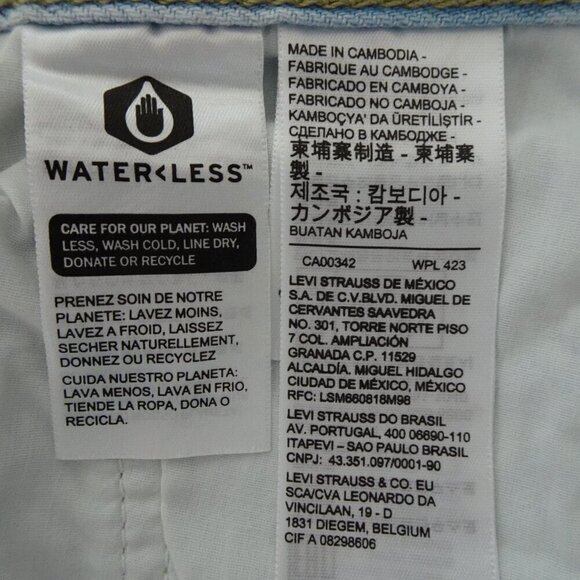 WATER<LESS™
CARE FOR OUR PLANET: WASH
LESS, WASH COLD, LINE DRY,
DONATE OR RECYCLE
PRENEZ SOIN DE NOTRE
PLANETE: LAVEZ MOINS,
LAVEZ A FROID, LAISSEZ
SECHER NATURELLEMENT,
DONNEZ OU RECYCLEZ
CUIDA NUESTRO PLANETA:
LAVA MENOS, LAVA EN FRIO,
TIENDE LA ROPA, DONA O
RECICLA.
MADE IN CAMBODIA -
FABRIQUE AU CAMBODGE -
FABRICADO EN CAMBOYA -
FABRICADO NO CAMBOJA -
KAMBOÇYA' DA ÜRETİLİŞTİR -
СДЕЛАНО В КАМБОДЖЕ -
柬埔寨制造 - 柬埔寨
製 -
제조국 : 캄보디아 -
カンボジア製 -
BUATAN KAMBOJA
CA00342 WPL 423
LEVI STRAUSS DE MÉXICO
S.A. DE C.V.BLVD. MIGUEL DE
CERVANTES SAAVEDRA
NO. 301, TORRE NORTE PISO
7 COL. AMPLIACIÓN
GRANADA C.P. 11529
ALCALDÍA. MIGUEL HIDALGO
CIUDAD DE MÉXICO, MÉXICO
RFC: LSM660818M98
LEVI STRAUSS DO BRASIL
AV. PORTUGAL, 400 06690-110
ITAPEVI – SAO PAULO BRASIL
CNPJ: 43.351.097/0001-90
LEVI STRAUSS & CO. EU
SCA/CVA LEONARDO DA
VINCILAAN, 19 - D
1831 DIEGEM, BELGIUM
CIF A 08298606